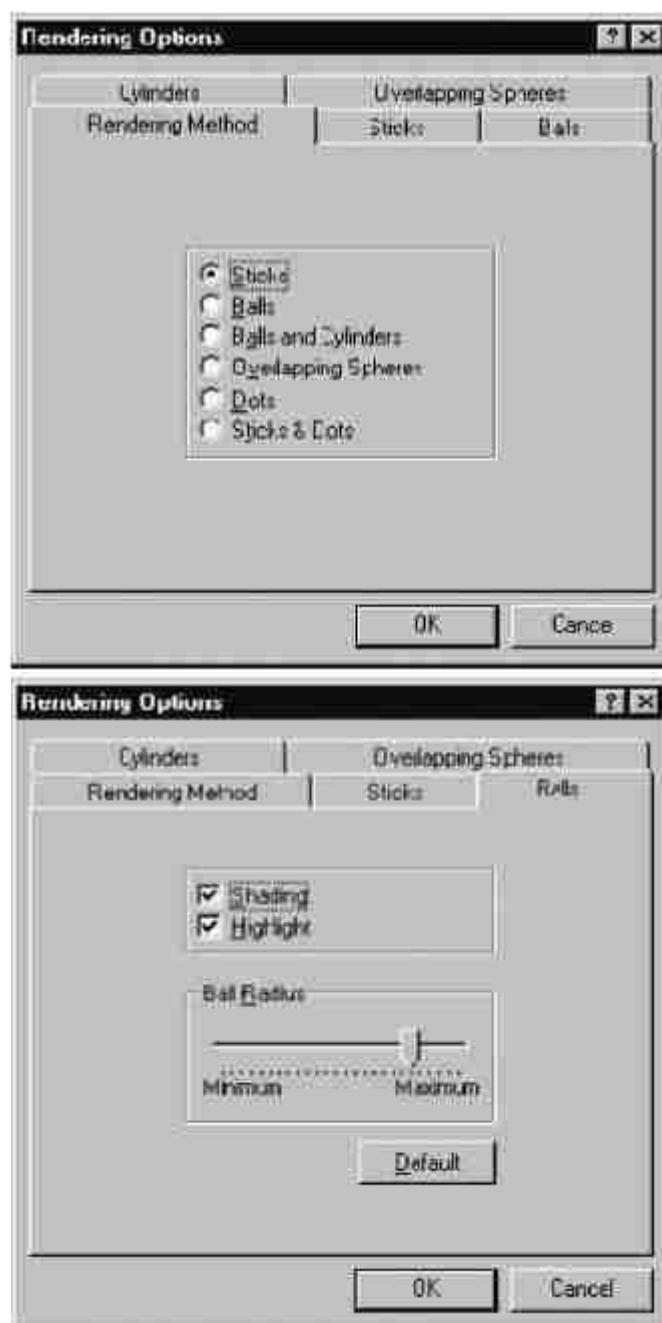 Rendering Options
Cylinders Overlapping Spheres
Rendering Method Sticks Balls
Sticks
Balls
Balls and Cylinders
Overlapping Spheres
Dots
Sticks & Dots
OK Cance
Rendering Options
Cylinders Overlapping Spheres
Rendering Method Sticks Balls
Shading
Highlight
Ball Radius
Minimum Maximum
Default
OK Cancel